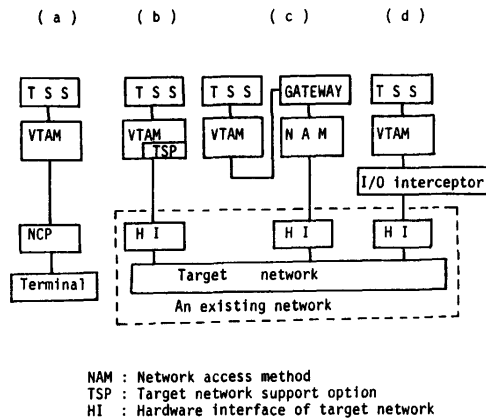 ( a ) ( b ) ( c ) ( d )
T S S T S S T S S GATEWAY T S S
VTAM VTAM VTAM N A M VTAM
TSP
I/O interceptor
NCP H I H I H I
Terminal Target network
An existing network
NAM : Network access method
TSP : Target network support option
HI : Hardware interface of target network